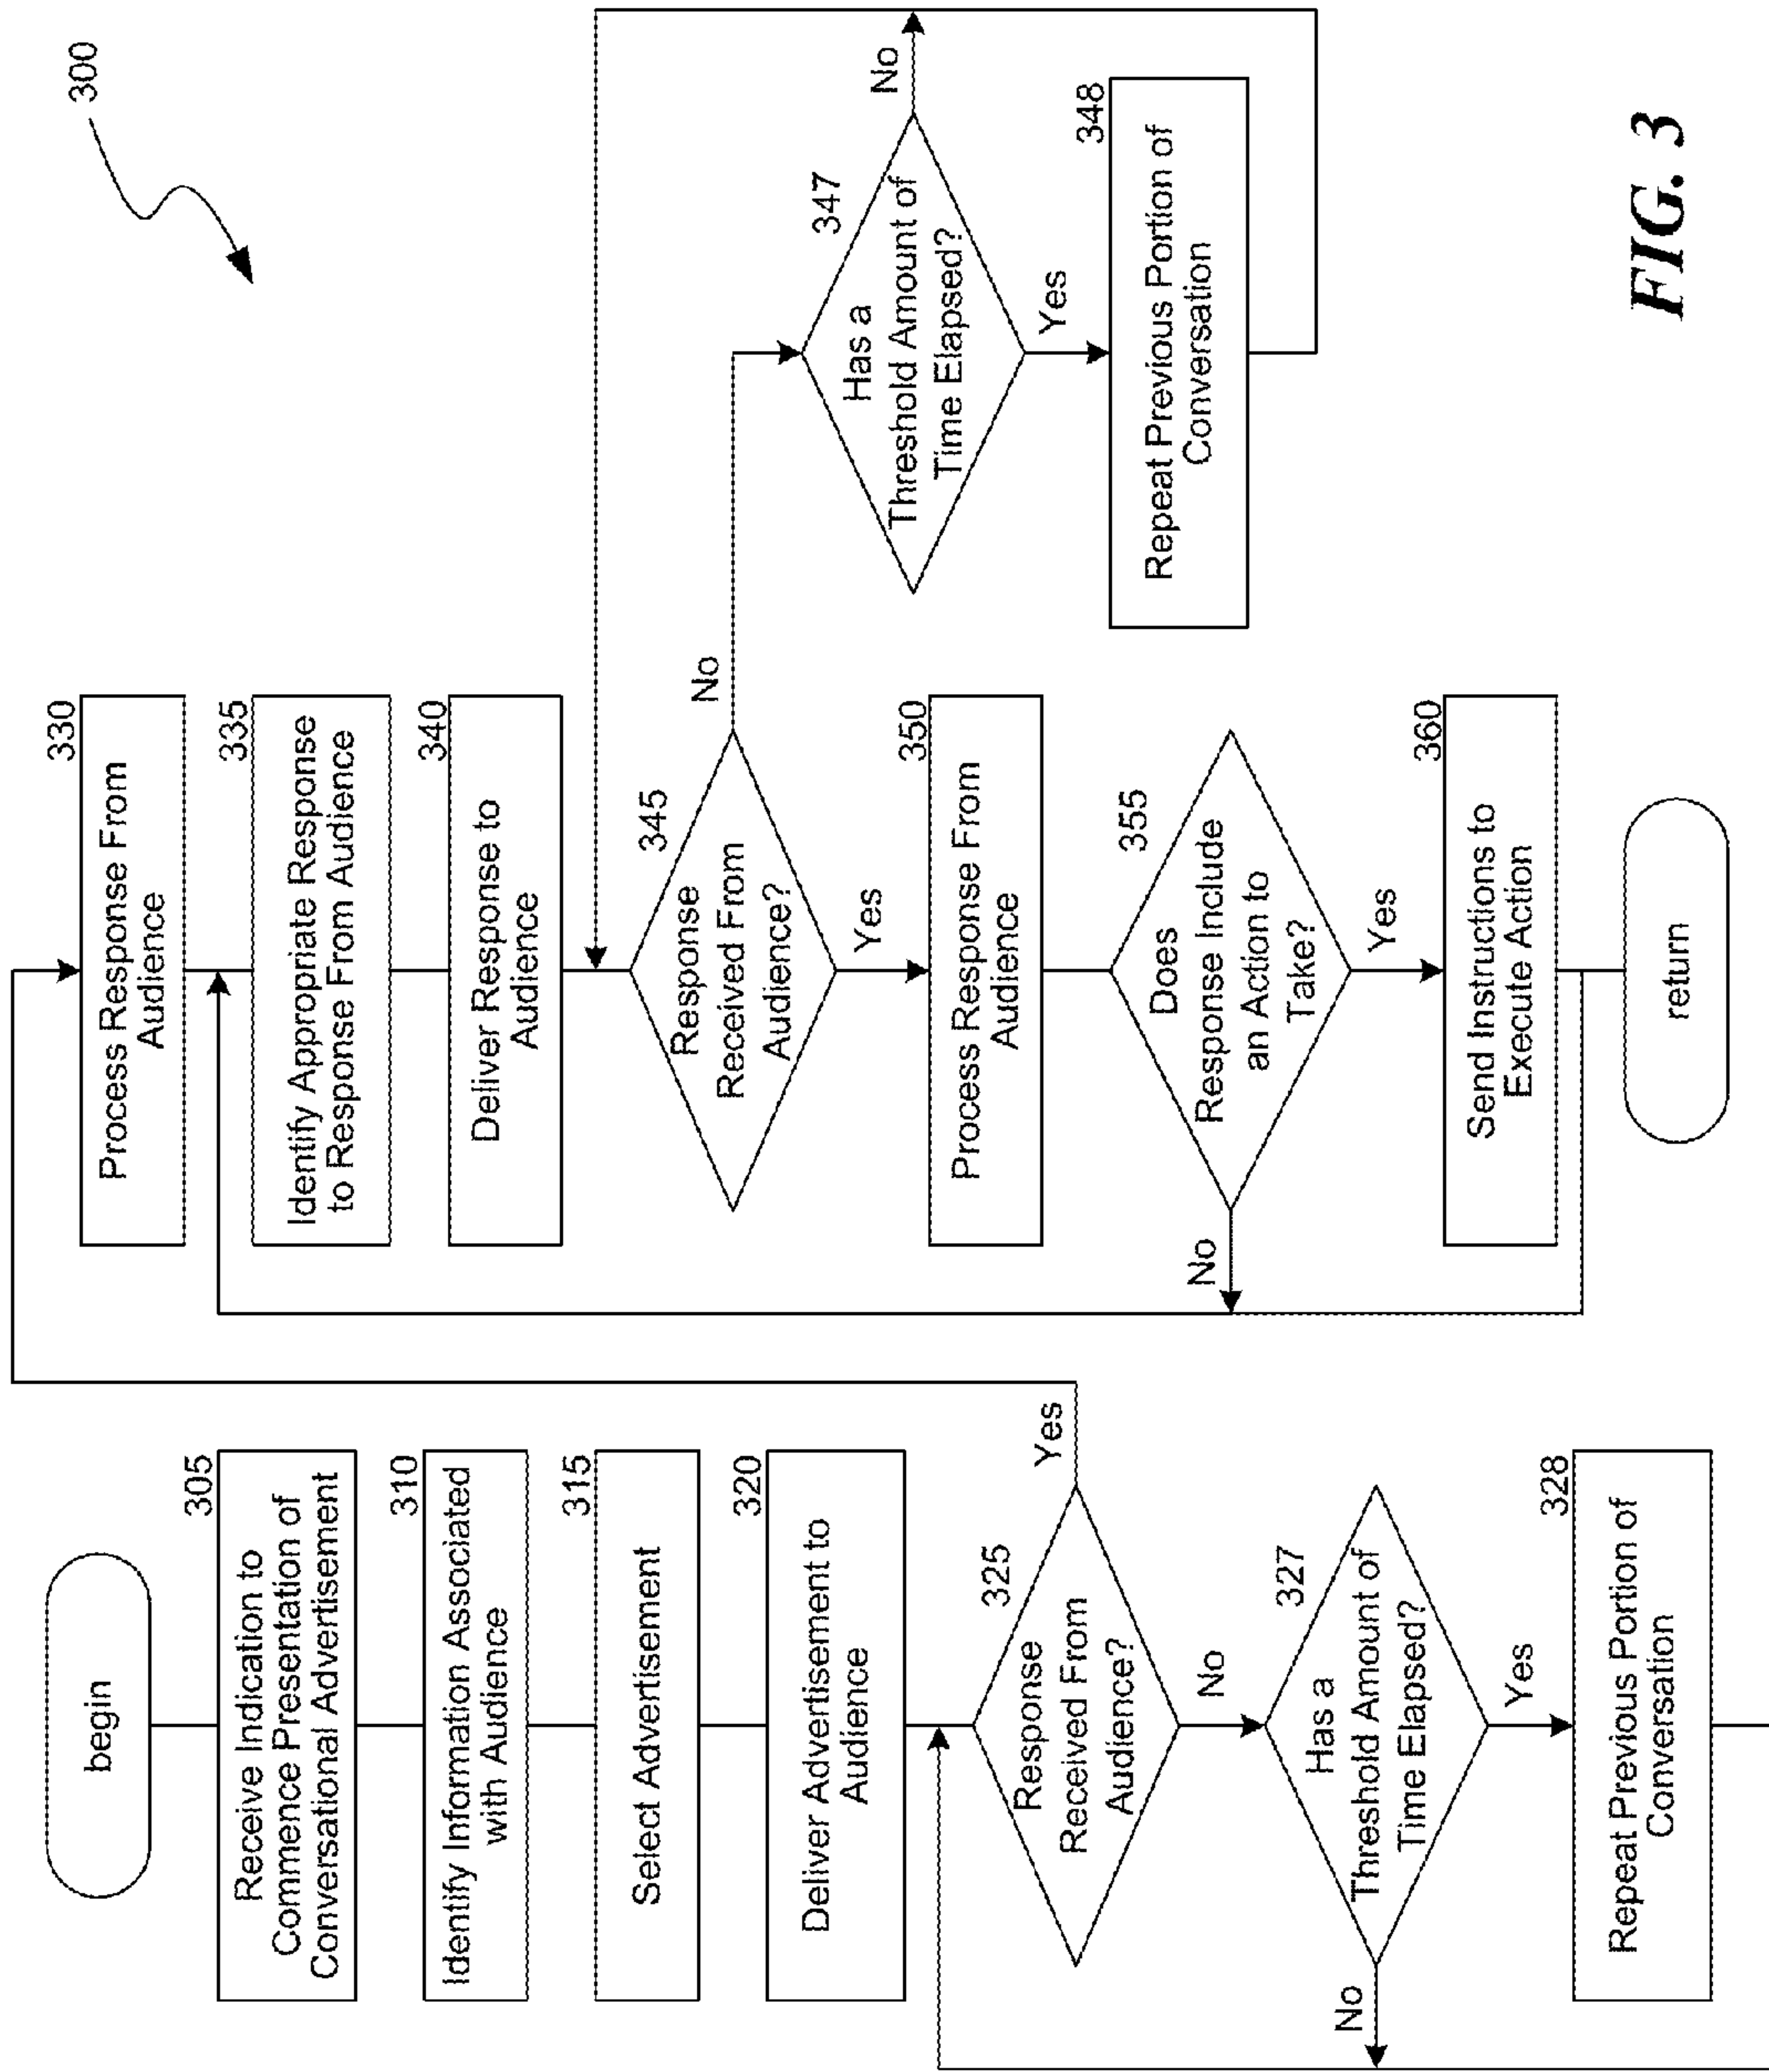 300
begin
305
Receive Indication to
Commence Presentation of
Conversational Advertisement
310
Identify Information Associated
with Audience
315
Select Advertisement
320
Deliver Advertisement to
Audience
325
Response
Received From
Audience?
Yes
No
327
Has a
Threshold Amount of
Time Elapsed?
No
Yes
328
Repeat Previous Portion of
Conversation
330
Process Response From
Audience
335
Identify Appropriate Response
to Response From Audience
340
Deliver Response to
Audience
345
Response
Received From
Audience?
No
Yes
347
Has a
Threshold Amount of
Time Elapsed?
No
Yes
348
Repeat Previous Portion of
Conversation
350
Process Response From
Audience
355
Does
Response Include
an Action to
Take?
No
Yes
360
Send Instructions to
Execute Action
return
FIG. 3